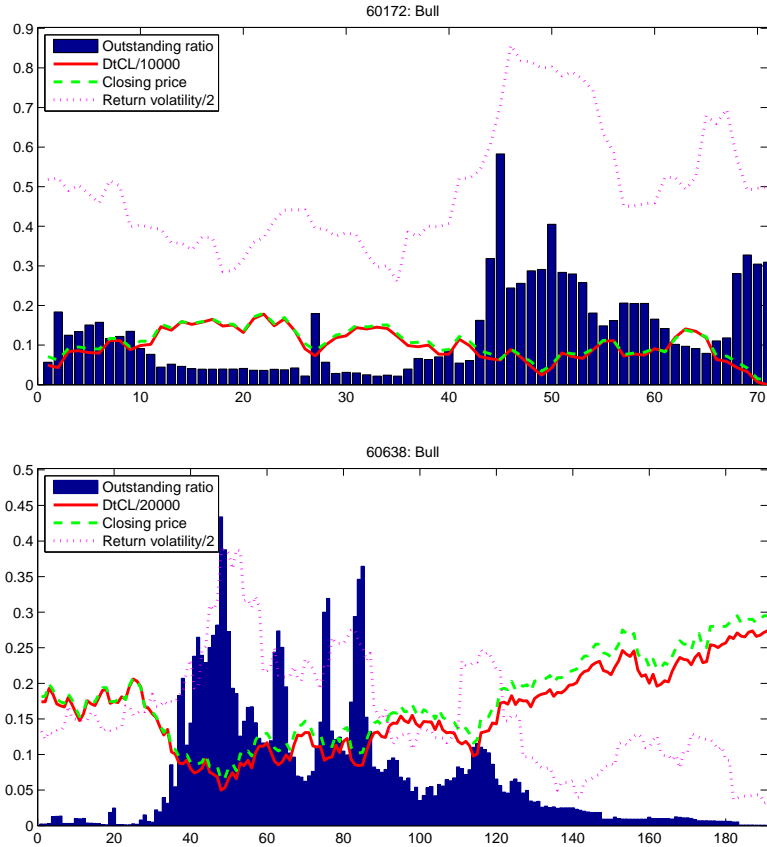 60172: Bull
0.9
0.8
0.7
0.6
0.5
0.4
0.3
0.2
0.1
0
Outstanding ratio
DtCL/10000
Closing price
Return volatility/2
0 10 20 30 40 50 60 70
60638: Bull
0.5
0.45
0.4
0.35
0.3
0.25
0.2
0.15
0.1
0.05
0
Outstanding ratio
DtCL/20000
Closing price
Return volatility/2
0 20 40 60 80 100 120 140 160 180